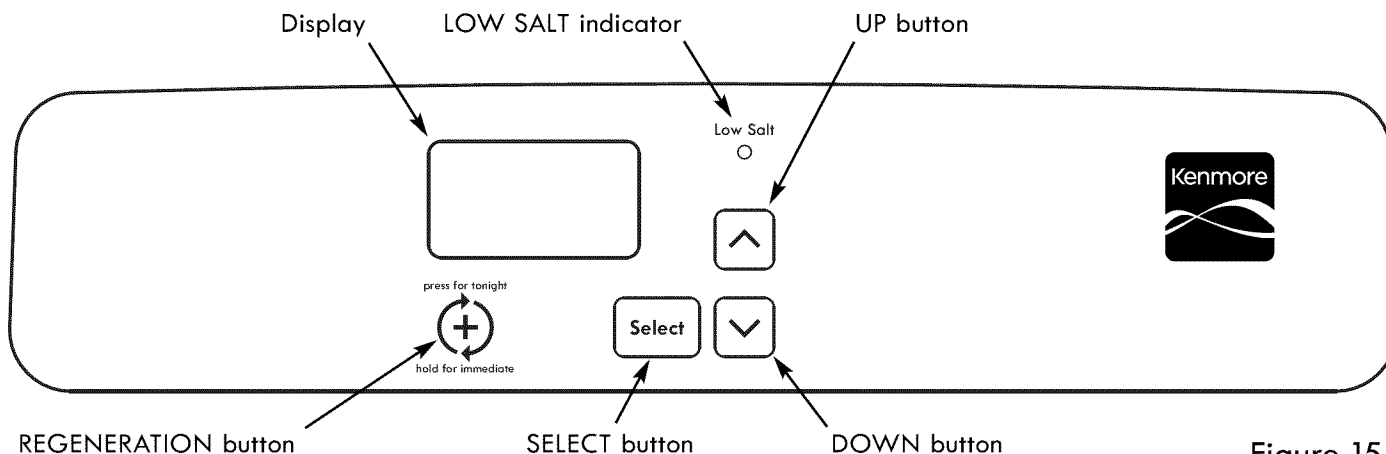 Display
LOW SALT indicator
UP button
Low Salt
Kenmore
press for tonight
hold for immediate
Select
REGENERATION button
SELECT button
DOWN button
Figure 15